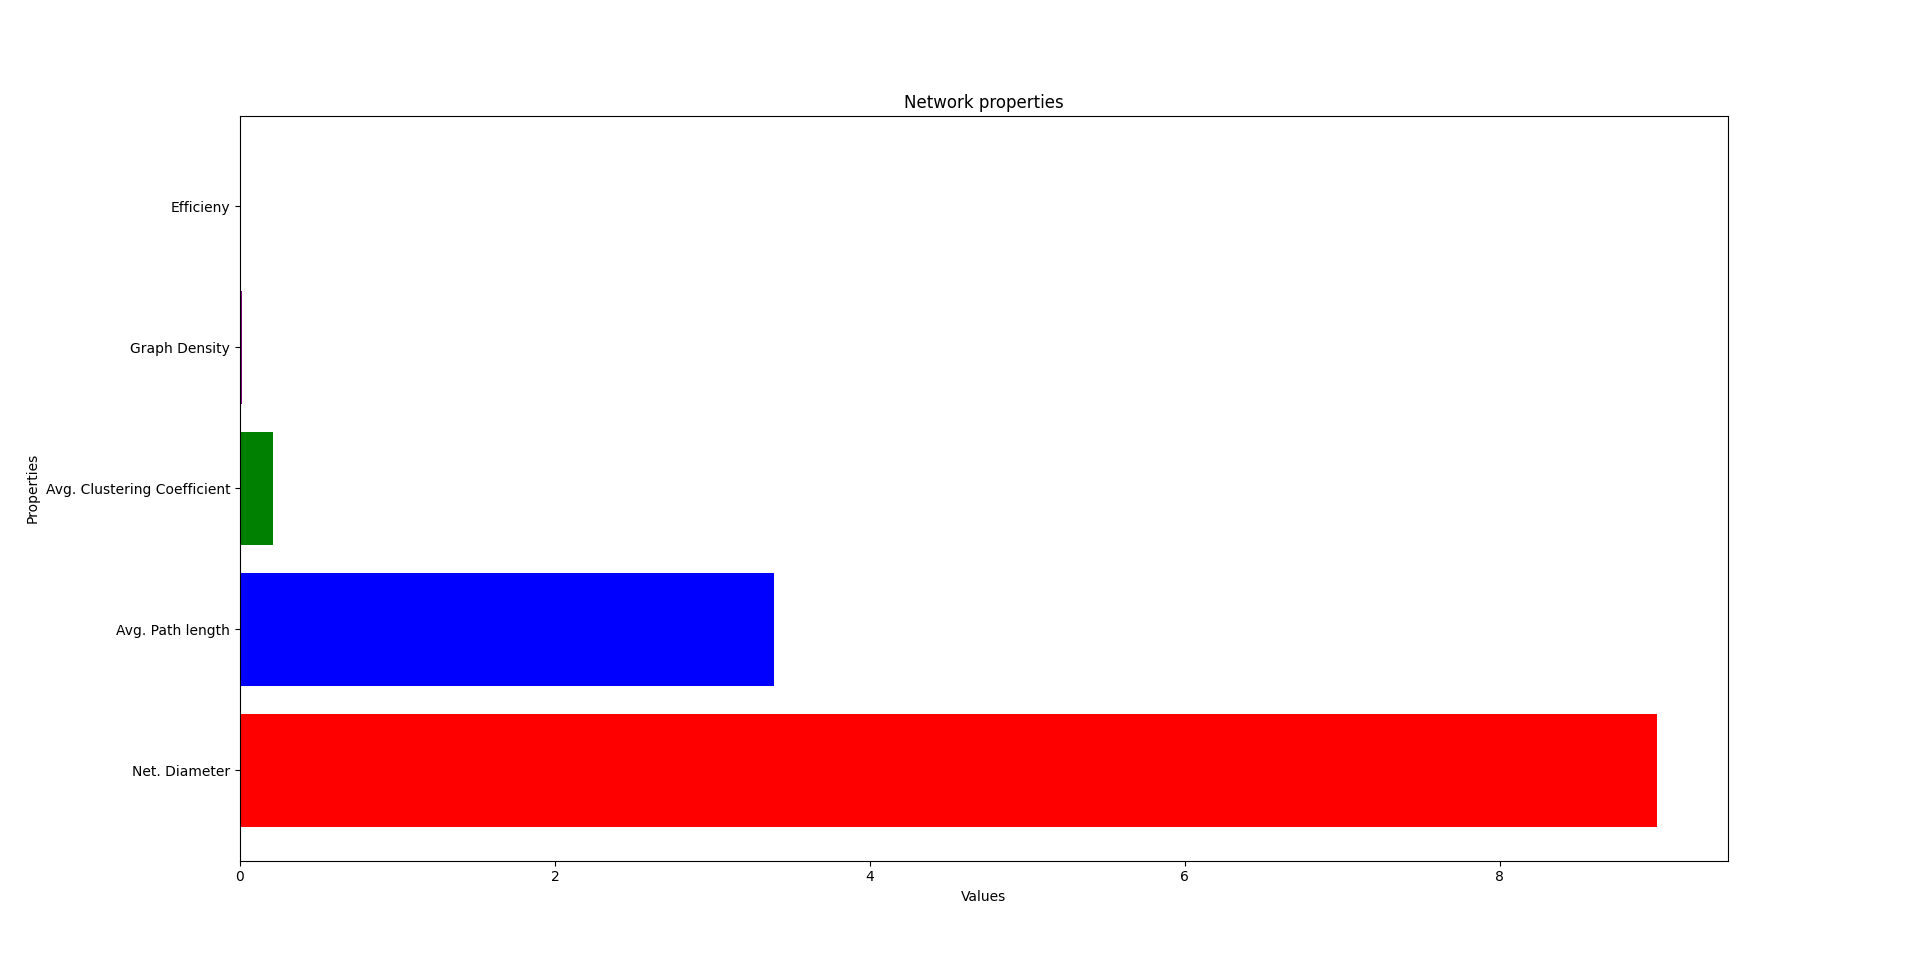 Network properties
Efficieny
Graph Density
Avg. Clustering Coefficient
Avg. Path length
Net. Diameter
Properties
0 2 4 6 8
Values